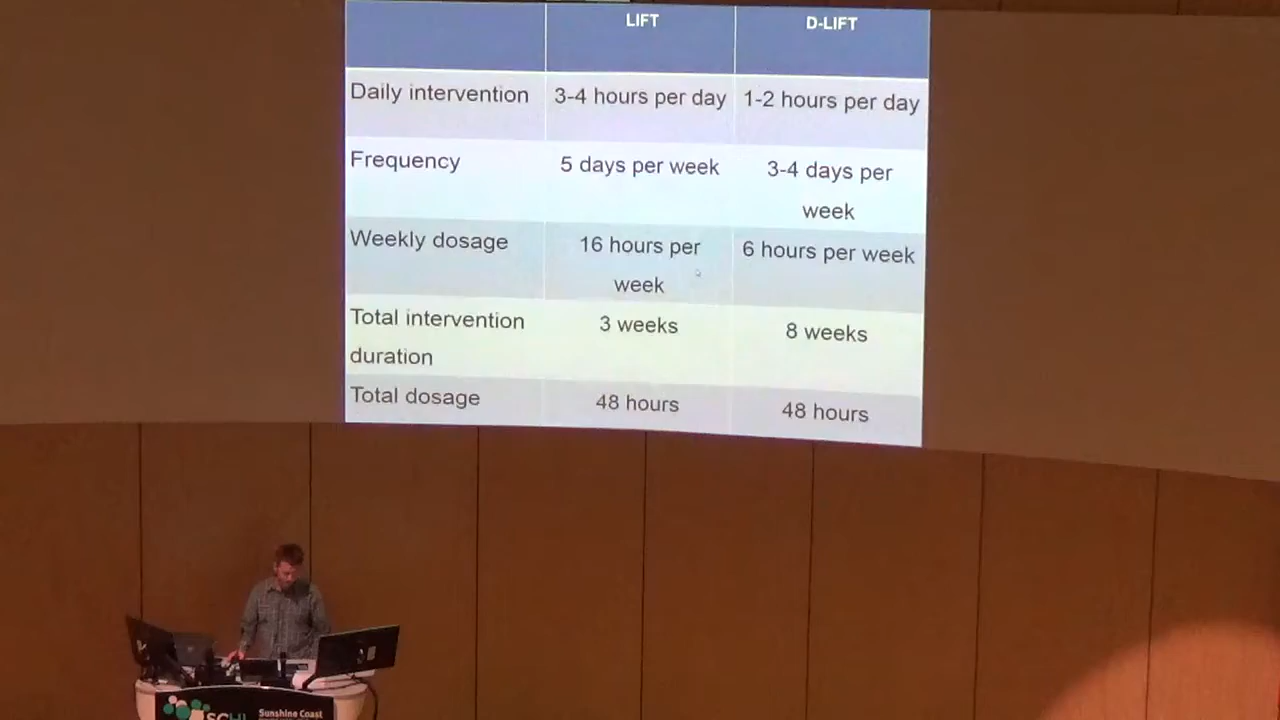 LIFT D-LIFT
Daily intervention 3-4 hours per day 1-2 hours per day
Frequency 5 days per week 3-4 days per
week
Weekly dosage 16 hours per 6 hours per week
week
Total intervention 3 weeks 8 weeks
duration
Total dosage 48 hours 48 hours
SCHI Sunshine Coast